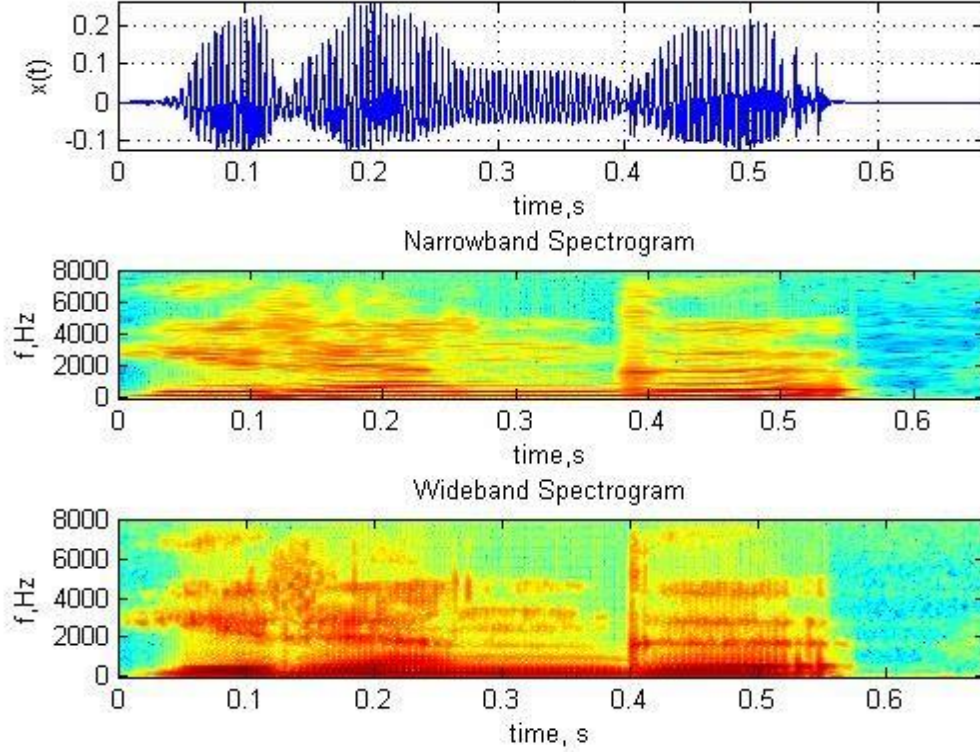 0.2
0.1
0
-0.1
x(t)
0 0.1 0.2 0.3 0.4 0.5 0.6
time,s
Narrowband Spectrogram
8000
6000
4000
2000
0
f,Hz
0 0.1 0.2 0.3 0.4 0.5 0.6
time,s
Wideband Spectrogram
8000
6000
4000
2000
0
f,Hz
0 0.1 0.2 0.3 0.4 0.5 0.6
time, s